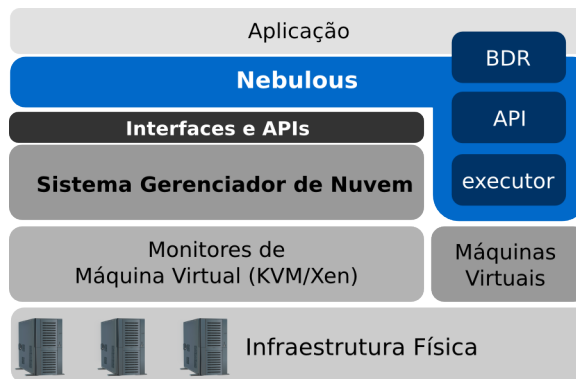 Aplicação
BDR
Nebulous
API
Interfaces e APIs
Sistema Gerenciador de Nuvem
executor
Monitores de
Máquina Virtual (KVM/Xen)
Máquinas
Virtuais
Infraestrutura Física